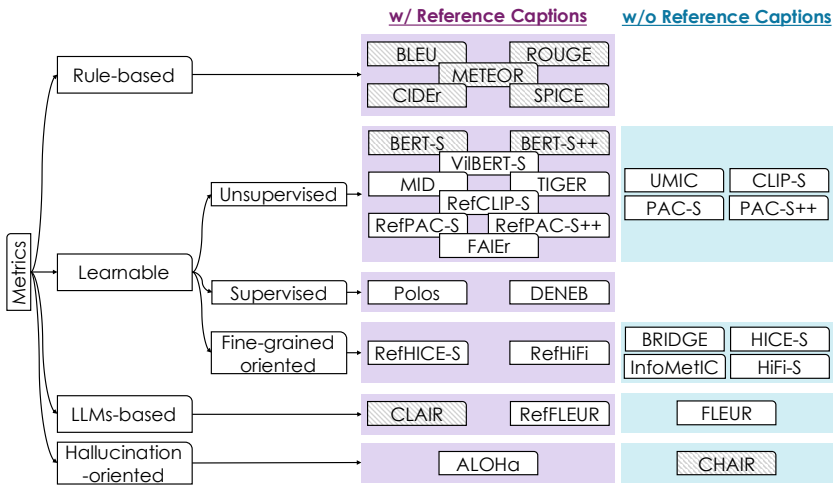 w/ Reference Captions
w/o Reference Captions
Metrics
Rule-based
BLEU
ROUGE
METEOR
CIDEr
SPICE
Learnable
Unsupervised
BERT-S
BERT-S++
VilBERT-S
MID
TIGER
RefCLIP-S
RefPAC-S
RefPAC-S++
FAIEr
UMIC
CLIP-S
PAC-S
PAC-S++
Supervised
Polos
DENEB
Fine-grained
oriented
RefHICE-S
RefHiFi
BRIDGE
HICE-S
InfoMetIC
HiFi-S
LLMs-based
CLAIR
RefFLEUR
FLEUR
Hallucination
-oriented
ALOHa
CHAIR